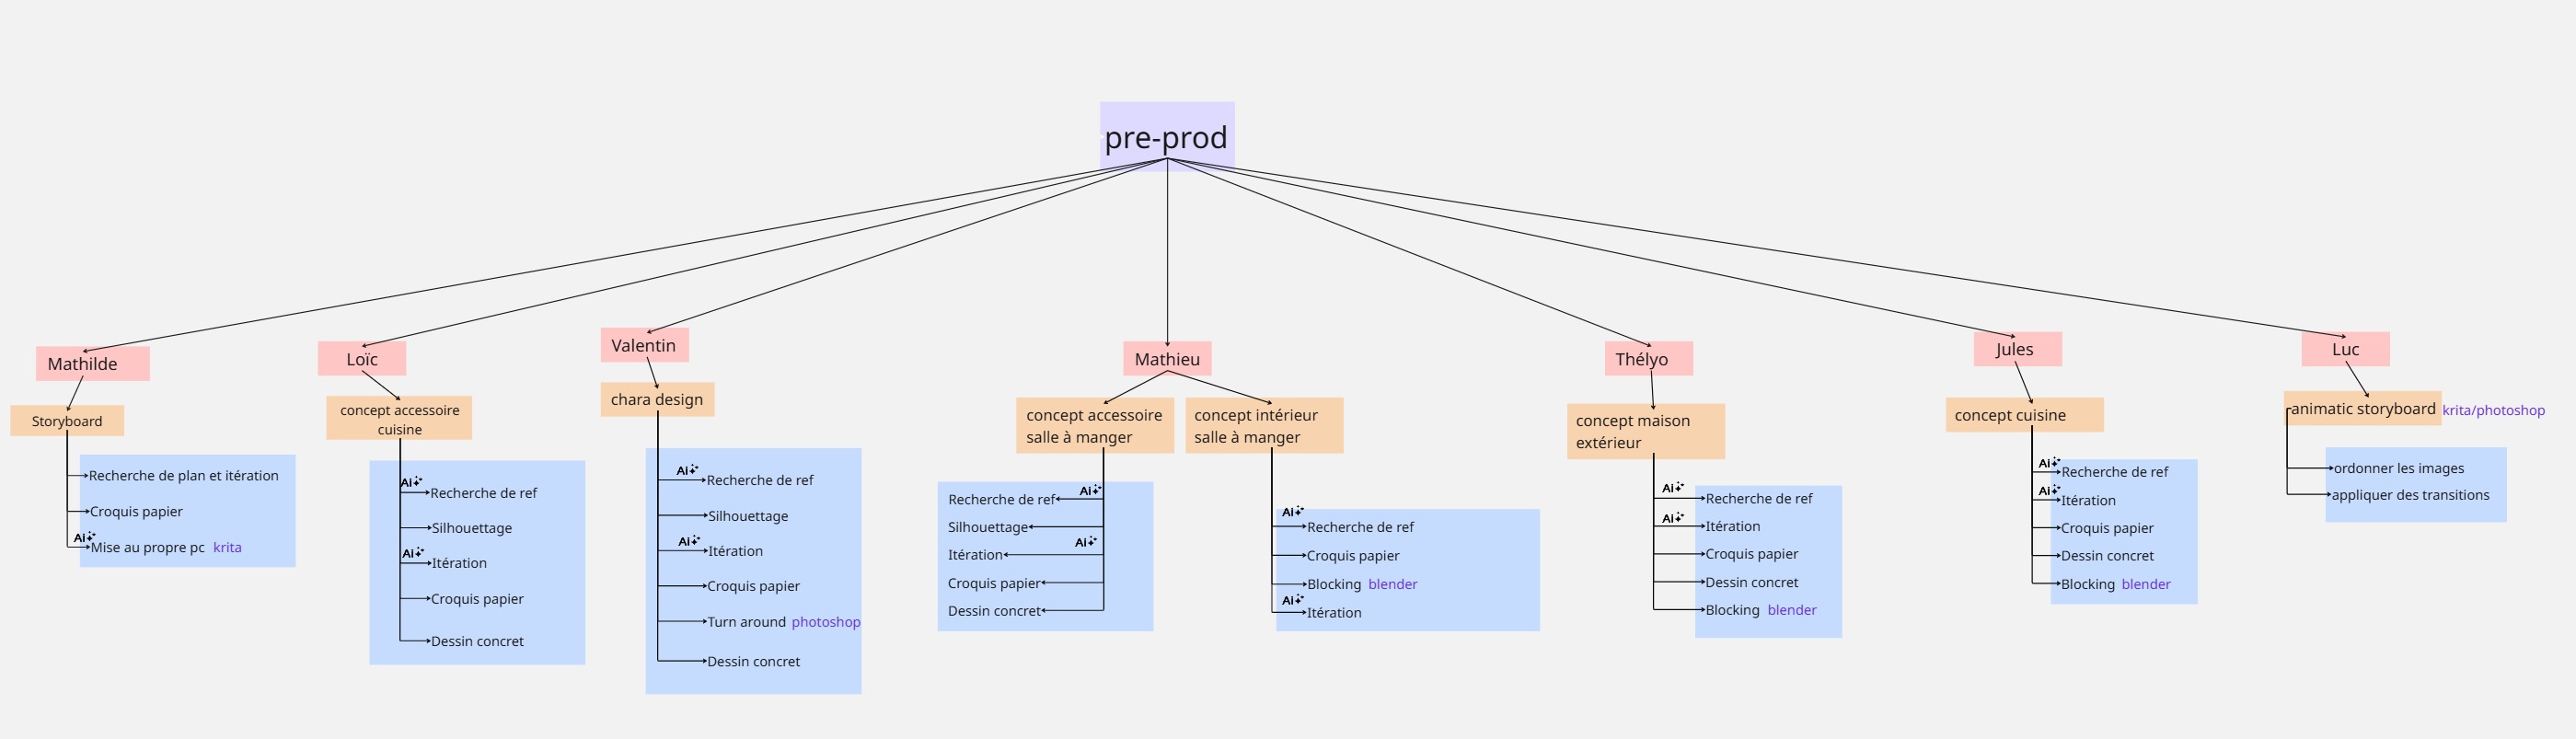 pre-prod
Mathilde
Storyboard
Recherche de plan et itération
Croquis papier
Ai
Mise au propre pc krita
Loïc
concept accessoire
cuisine
Ai
Recherche de ref
Silhouettage
Ai
Itération
Croquis papier
Dessin concret
Valentin
chara design
Ai
Recherche de ref
Silhouettage
Ai
Itération
Croquis papier
Turn around photoshop
Dessin concret
Mathieu
concept accessoire
salle à manger
Ai
Recherche de ref
Silhouettage
Ai
Itération
Croquis papier
Dessin concret
concept intérieur
salle à manger
Ai
Recherche de ref
Croquis papier
Blocking blender
Ai
Itération
Thélyo
concept maison
extérieur
Ai
Recherche de ref
Ai
Itération
Croquis papier
Dessin concret
Blocking blender
Jules
concept cuisine
Ai
Recherche de ref
Ai
Itération
Croquis papier
Dessin concret
Blocking blender
Luc
animatic storyboard krita/photoshop
ordonner les images
appliquer des transitions